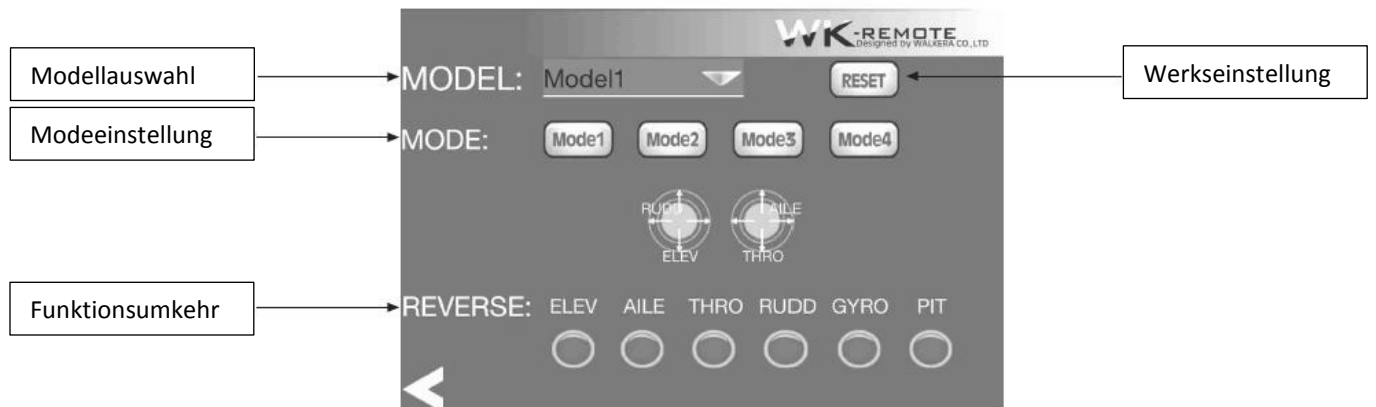 WK-REMOTE
Designed by WALKERA CO.,LTD
Modellauswahl MODEL: Model1 RESET Werkseinstellung
Modeeinstellung MODE: Mode1 Mode2 Mode3 Mode4
RUDD AILE
ELEV THRO
Funktionsumkehr REVERSE: ELEV AILE THRO RUDD GYRO PIT